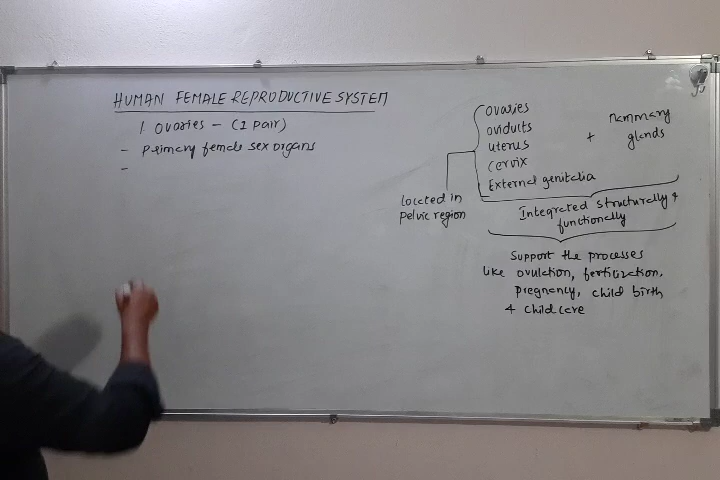 HUMAN FEMALE REPRODUCTIVE SYSTEM
1. Ovaries - (1 pair)
- Primary female sex organs
-
Ovaries
oviducts
uterus
cervix
External genitalia
+ mammary
glands
Located in
pelvic region
Integrated structurally &
functionally
Support the processes
like ovulation, fertilization,
pregnancy, child birth
& child care